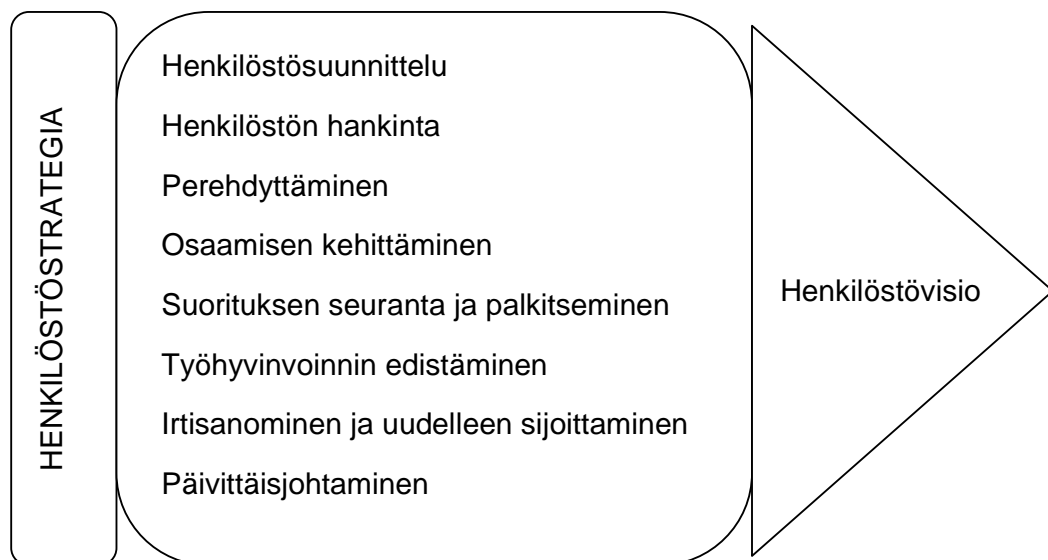 HENKILÖSTÖSTRATEGIA
Henkilöstösuunnittelu
Henkilöstön hankinta
Perehdyttäminen
Osaamisen kehittäminen
Suorituksen seuranta ja palkitseminen
Työhyvinvoinnin edistäminen
Irtisanominen ja uudelleen sijoittaminen
Päivittäisjohtaminen
Henkilöstövisio